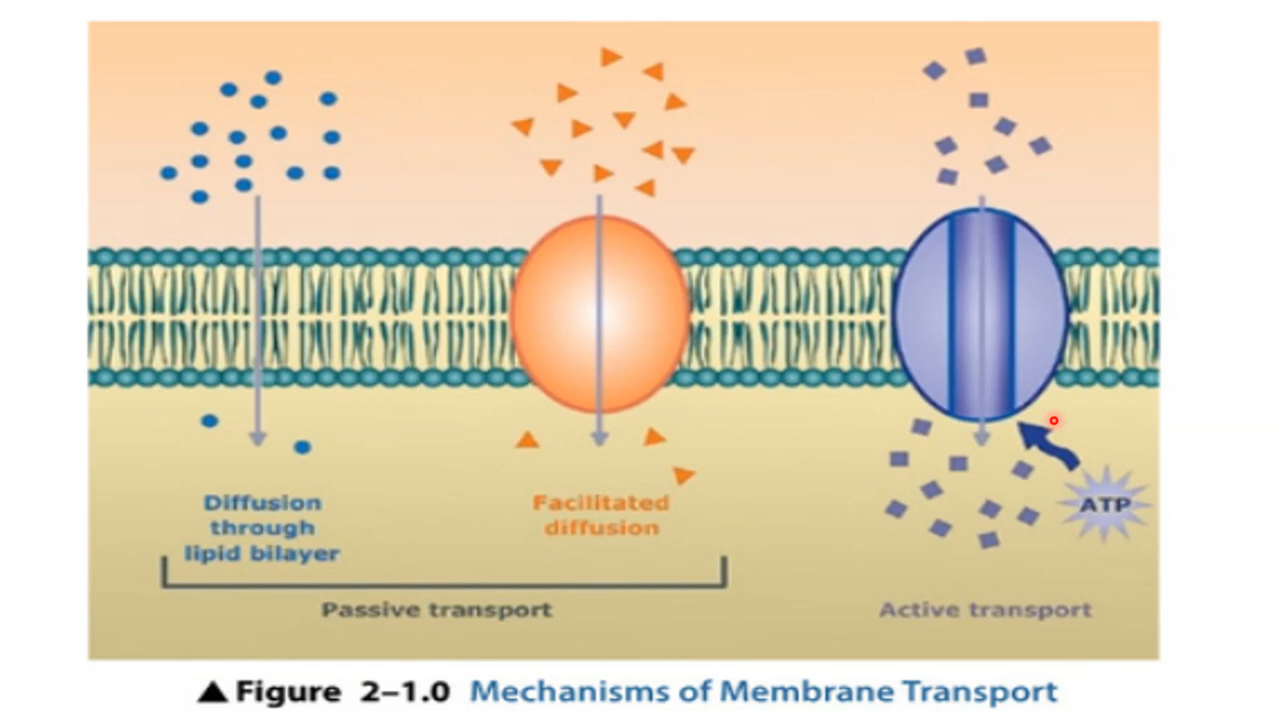 Diffusion
through
lipid bilayer
Facilitated
diffusion
ATP
Passive transport
Active transport
▲ Figure 2–1.0 Mechanisms of Membrane Transport